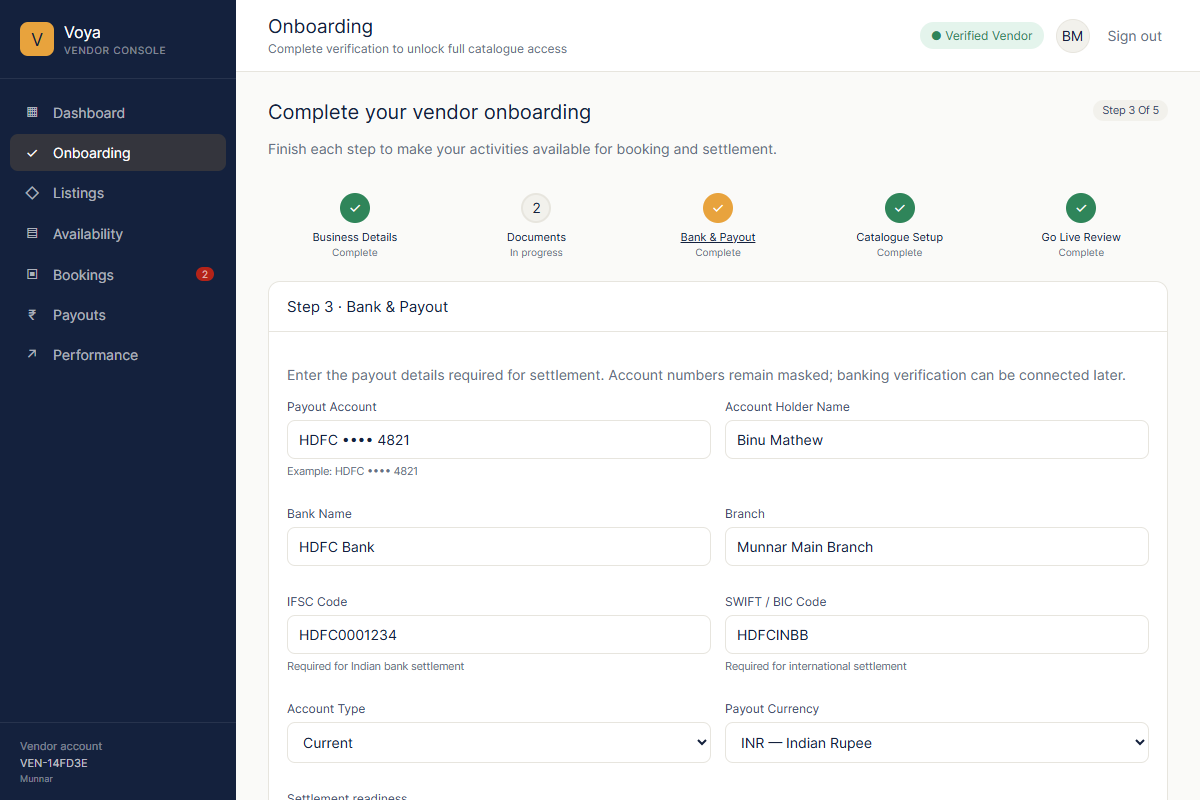 V
Voya
VENDOR CONSOLE
Dashboard
Onboarding
Listings
Availability
Bookings
2
₹ Payouts
Performance
Vendor account
VEN-14FD3E
Munnar
Onboarding
Complete verification to unlock full catalogue access
Verified Vendor
BM
Sign out
Complete your vendor onboarding
Step 3 Of 5
Finish each step to make your activities available for booking and settlement.
Business Details
Complete
2
Documents
In progress
Bank & Payout
Complete
Catalogue Setup
Complete
Go Live Review
Complete
Step 3 · Bank & Payout
Enter the payout details required for settlement. Account numbers remain masked; banking verification can be connected later.
Payout Account
HDFC •••• 4821
Example: HDFC •••• 4821
Account Holder Name
Binu Mathew
Bank Name
HDFC Bank
Branch
Munnar Main Branch
IFSC Code
HDFC0001234
Required for Indian bank settlement
SWIFT / BIC Code
HDFCINBB
Required for international settlement
Account Type
Current
Payout Currency
INR — Indian Rupee
Settlement readiness